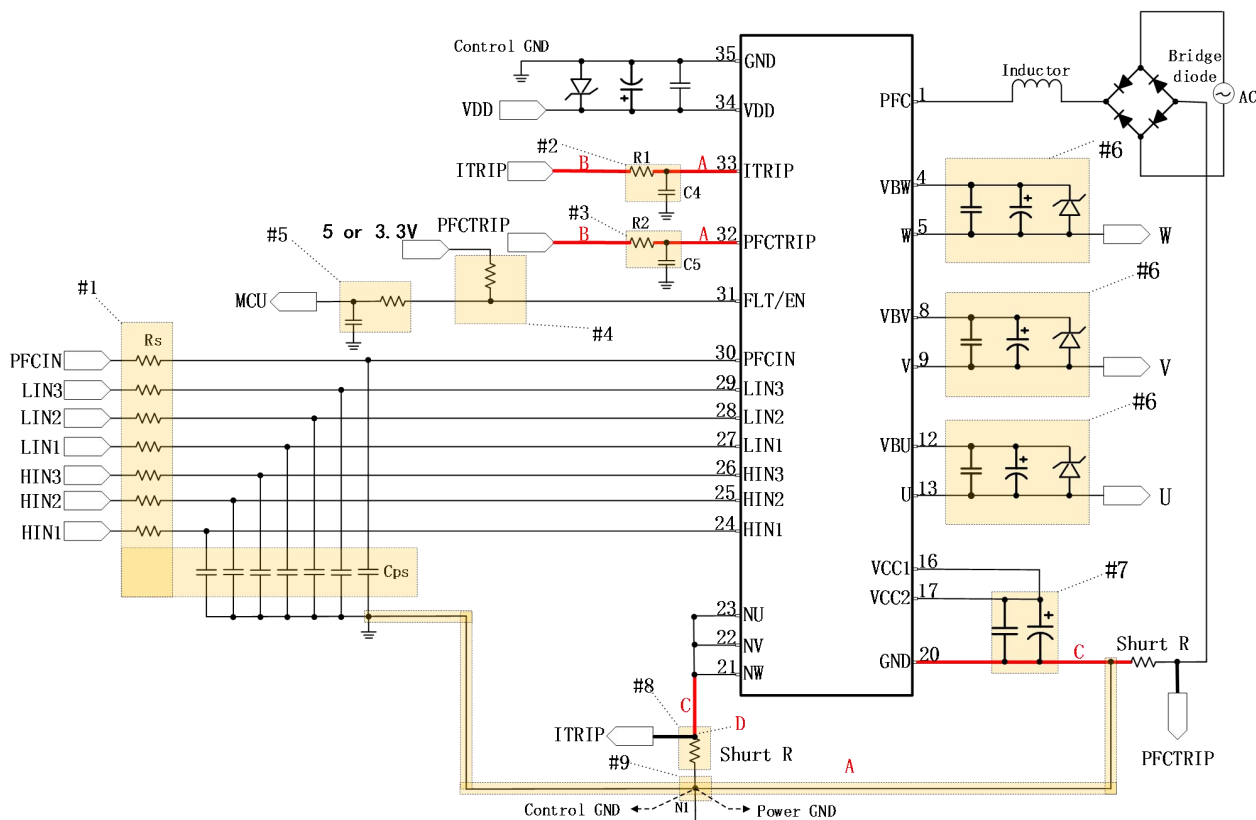 Control GND
35
GND
VDD
34
VDD
#2
R1
ITRIP
B
A
33
ITRIP
C4
#3
R2
PFCTRIP
B
A
32
PFCTRIP
C5
5 or 3.3V
#5
MCU
31
FLT/EN
#4
#1
Rs
PFCIN
30
PFCIN
LIN3
29
LIN3
LIN2
28
LIN2
LIN1
27
LIN1
HIN3
26
HIN3
HIN2
25
HIN2
HIN1
24
HIN1
Cps
23
NU
22
NV
21
NW
#8
C
D
ITRIP
Shurt R
#9
A
Control GND
N1
Power GND
PFC
1
Inductor
Bridge
diode
AC
#6
VBW
4
W
5
W
#6
VBV
8
V
9
V
#6
VBU
12
U
13
U
VCC1
16
#7
VCC2
17
GND
20
C
Shurt R
PFCTRIP